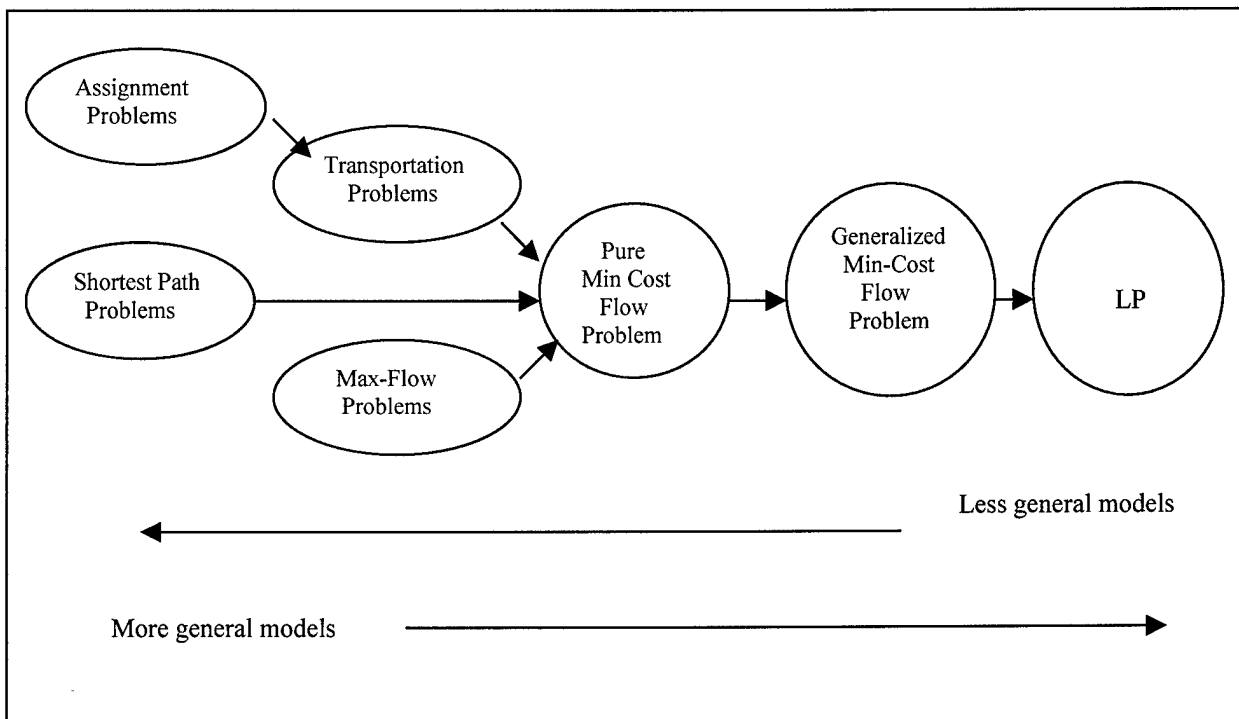 Assignment
Problems
Transportation
Problems
Shortest Path
Problems
Max-Flow
Problems
Pure
Min Cost
Flow
Problem
Generalized
Min-Cost
Flow
Problem
LP
Less general models
More general models